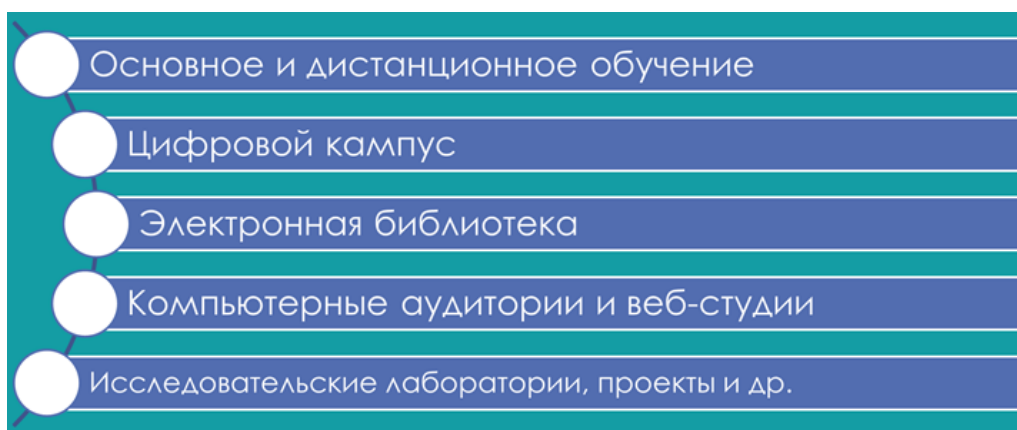 Основное и дистанционное обучение
Цифровой кампус
Электронная библиотека
Компьютерные аудитории и веб-студии
Исследовательские лаборатории, проекты и др.